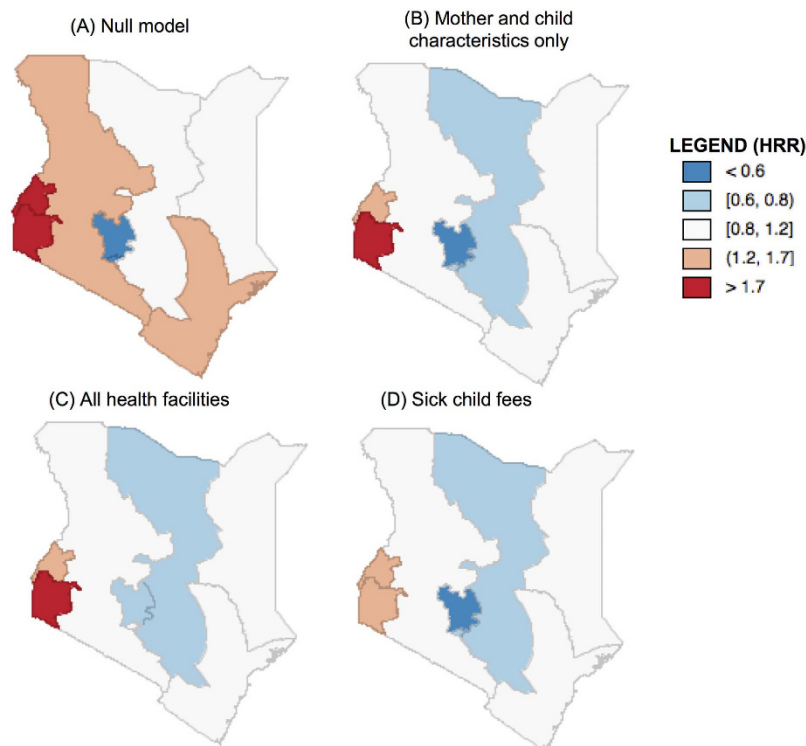 (A) Null model
(B) Mother and child
characteristics only
LEGEND (HRR)
< 0.6
[0.6, 0.8)
[0.8, 1.2]
(1.2, 1.7]
> 1.7
(C) All health facilities
(D) Sick child fees